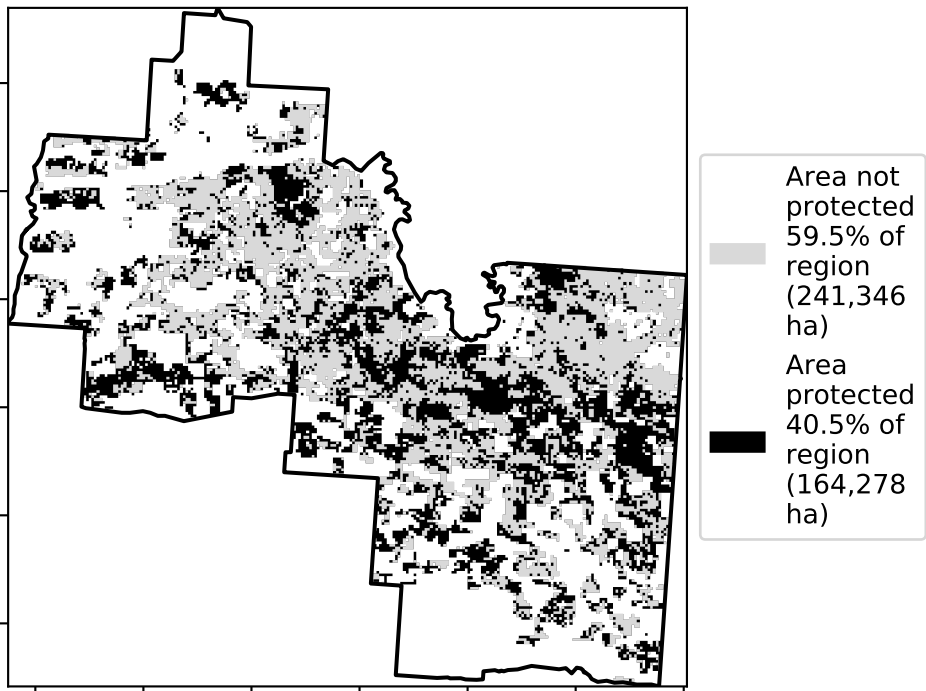 Area not
protected
59.5% of
region
(241,346
ha)
Area
protected
40.5% of
region
(164,278
ha)